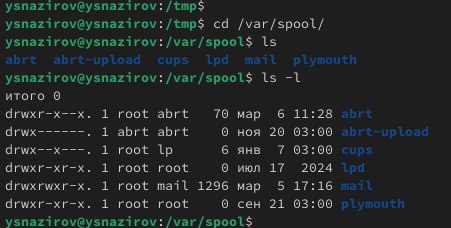 ysnazirov@ysnazirov:/tmp$
ysnazirov@ysnazirov:/tmp$ cd /var/spool/
ysnazirov@ysnazirov:/var/spool$ ls
abrt abrt-upload cups lpd mail plymouth
ysnazirov@ysnazirov:/var/spool$ ls -l
итого 0
drwxr-x--x. 1 root abrt 70 мар 6 11:28 abrt
drwx------. 1 abrt abrt 0 ноя 20 03:00 abrt-upload
drwx--x---. 1 root lp 6 янв 7 03:00 cups
drwxr-xr-x. 1 root root 0 июл 17 2024 lpd
drwxrwxr-x. 1 root mail 1296 мар 5 17:16 mail
drwxr-xr-x. 1 root root 0 сен 21 03:00 plymouth
ysnazirov@ysnazirov:/var/spool$